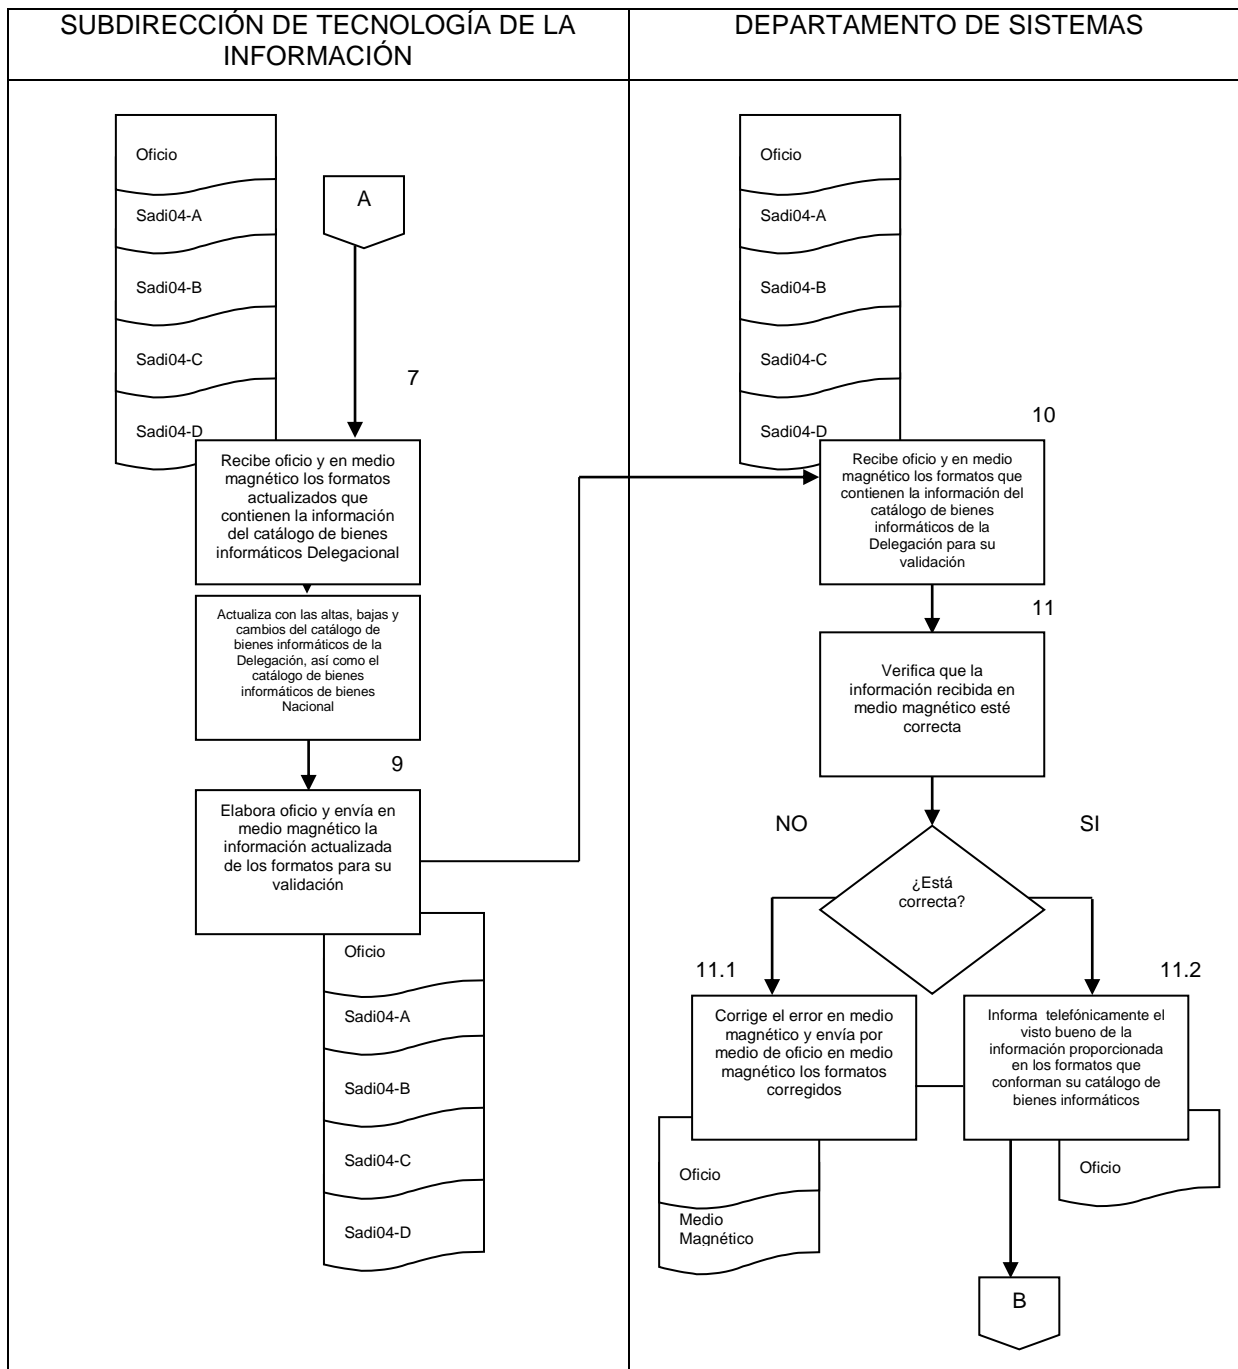 SUBDIRECCIÓN DE TECNOLOGÍA DE LA
INFORMACIÓN
DEPARTAMENTO DE SISTEMAS
Oficio
Sadi04-A
Sadi04-B
Sadi04-C
Sadi04-D
A
7
Recibe oficio y en medio
magnético los formatos
actualizados que
contienen la información
del catálogo de bienes
informáticos Delegacional
Actualiza con las altas, bajas y
cambios del catálogo de
bienes informáticos de la
Delegación, así como el
catálogo de bienes
informáticos de bienes
Nacional
9
Elabora oficio y envía en
medio magnético la
información actualizada
de los formatos para su
validación
Oficio
Sadi04-A
Sadi04-B
Sadi04-C
Sadi04-D
Oficio
Sadi04-A
Sadi04-B
Sadi04-C
Sadi04-D
10
Recibe oficio y en medio
magnético los formatos que
contienen la información del
catálogo de bienes
informáticos de la
Delegación para su
validación
11
Verifica que la
información recibida en
medio magnético esté
correcta
NO
SI
¿Está
correcta?
11.1
Corrige el error en medio
magnético y envía por
medio de oficio en medio
magnético los formatos
corregidos
Oficio
Medio
Magnético
11.2
Informa telefónicamente el
visto bueno de la
información proporcionada
en los formatos que
conforman su catálogo de
bienes informáticos
Oficio
B